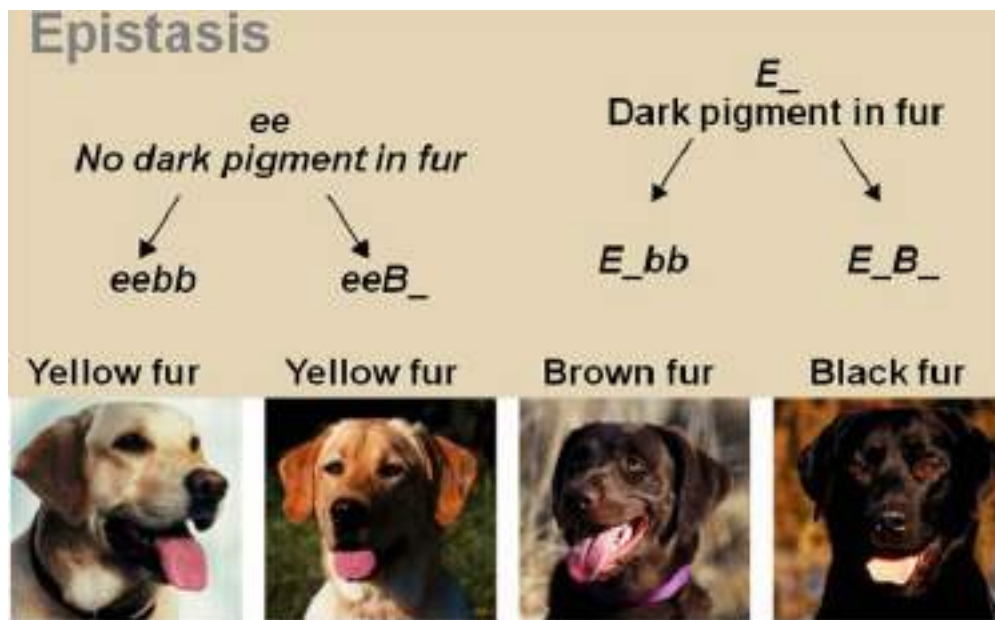 Epistasis
ee
No dark pigment in fur
E_
Dark pigment in fur
eebb
eeB_
E_bb
E_B_
Yellow fur
Yellow fur
Brown fur
Black fur